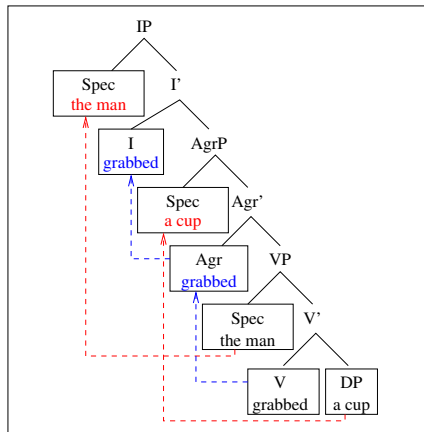 IP
Spec
the man
I'
I
grabbed
AgrP
Spec
a cup
Agr'
Agr
grabbed
VP
Spec
the man
V'
V
grabbed
DP
a cup